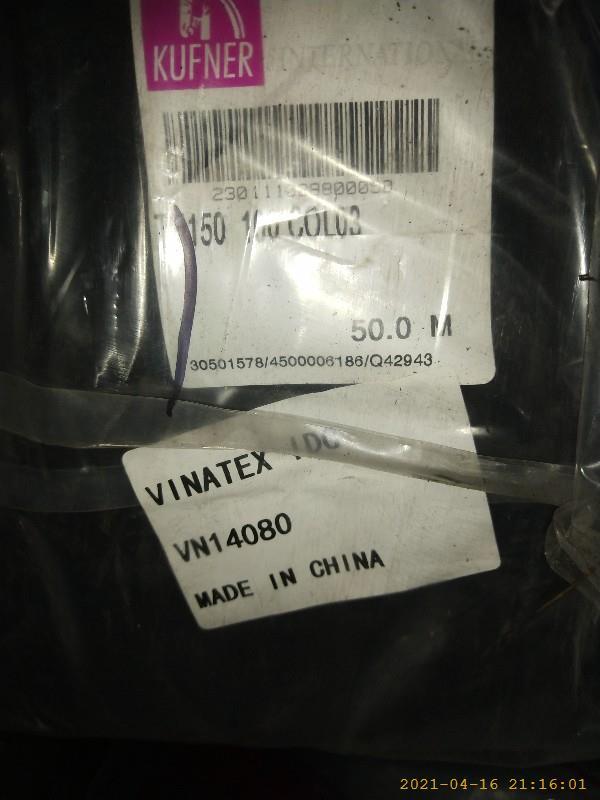 KUFNER
INTERNATIONAL
150 COL03
50.0 M
30501578/4500006186/Q42943
VINATEX
VN14080
MADE IN CHINA
2021-04-16 21:16:01